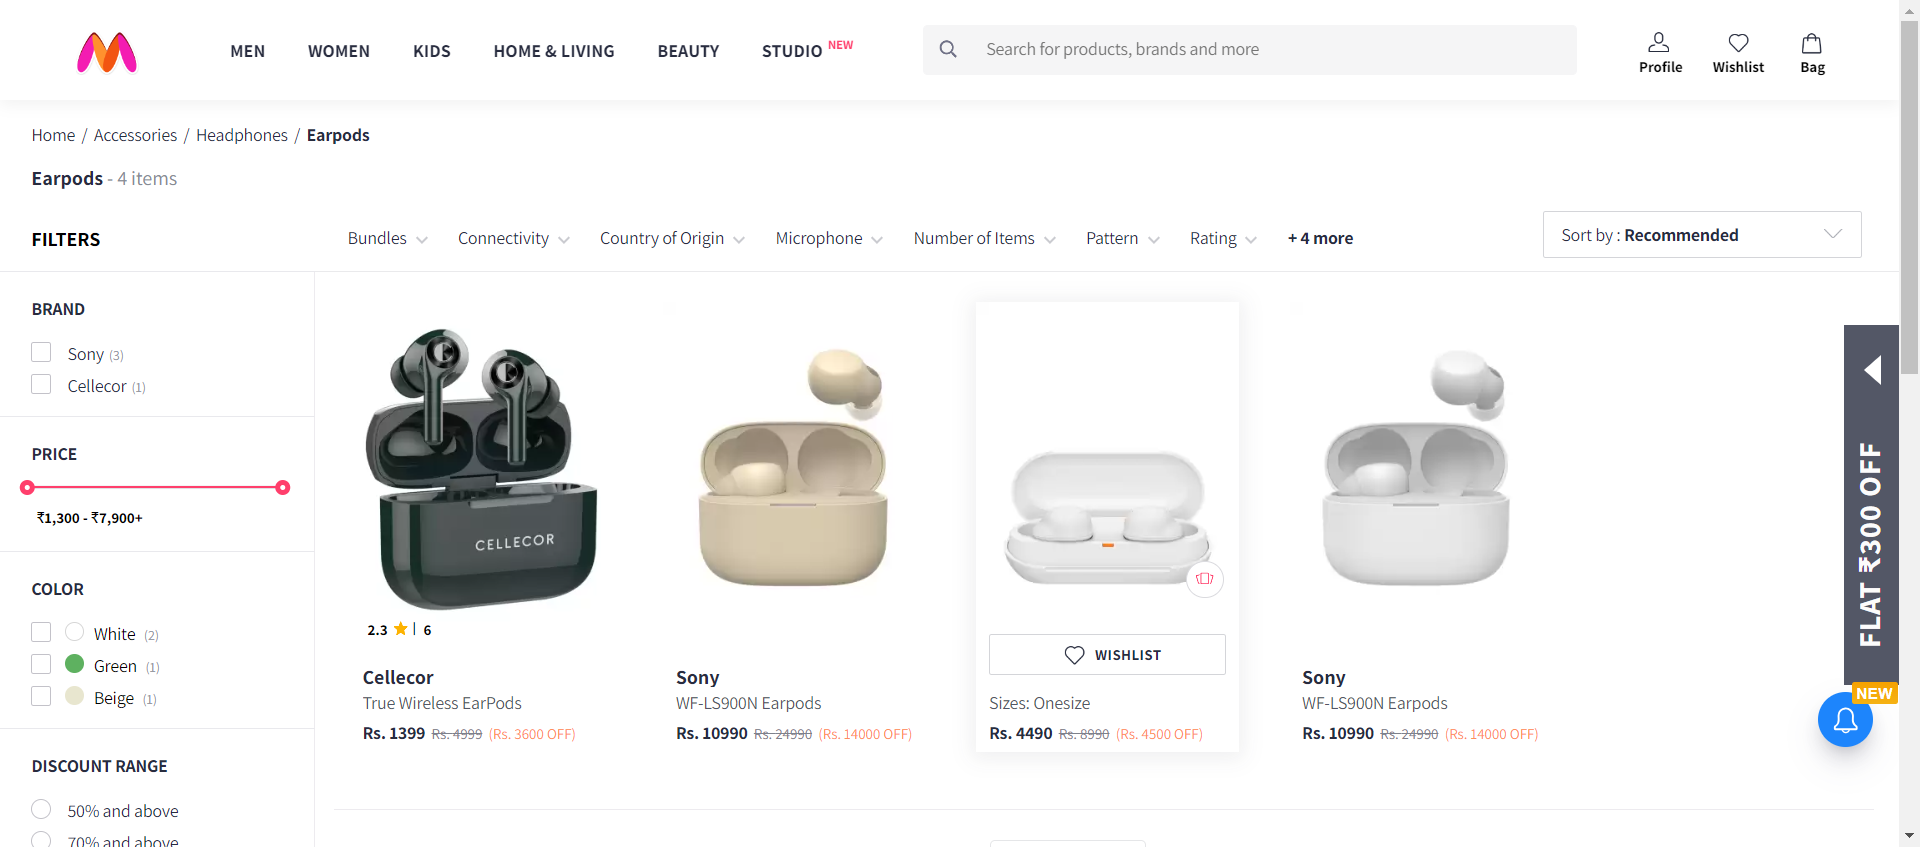 MEN WOMEN KIDS HOME & LIVING BEAUTY STUDIO NEW
Search for products, brands and more
Profile Wishlist Bag
Home / Accessories / Headphones / Earpods
Earpods - 4 items
FILTERS
Bundles Connectivity Country of Origin Microphone Number of Items Pattern Rating + 4 more
Sort by : Recommended
BRAND
Sony (3)
Cellecor (1)
PRICE
₹1,300 - ₹7,900+
COLOR
White (2)
Green (1)
Beige (1)
DISCOUNT RANGE
50% and above
70% and above
CELLECOR
2.3 | 6
Cellecor
True Wireless EarPods
Rs. 1399 Rs. 4999 (Rs. 3600 OFF)
Sony
WF-LS900N Earpods
Rs. 10990 Rs. 24990 (Rs. 14000 OFF)
WISHLIST
Sizes: Onesize
Rs. 4490 Rs. 8990 (Rs. 4500 OFF)
Sony
WF-LS900N Earpods
Rs. 10990 Rs. 24990 (Rs. 14000 OFF)
FLAT ₹300 OFF
NEW